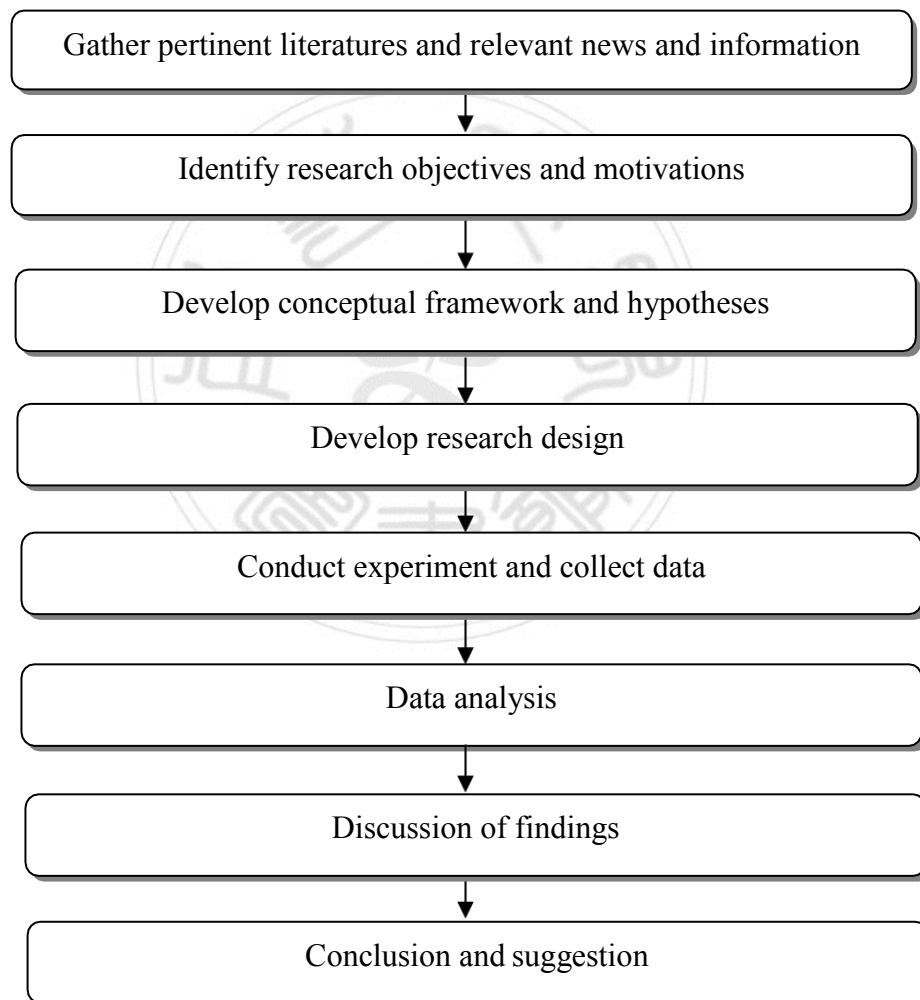 Gather pertinent literatures and relevant news and information
Identify research objectives and motivations
Develop conceptual framework and hypotheses
Develop research design
Conduct experiment and collect data
Data analysis
Discussion of findings
Conclusion and suggestion